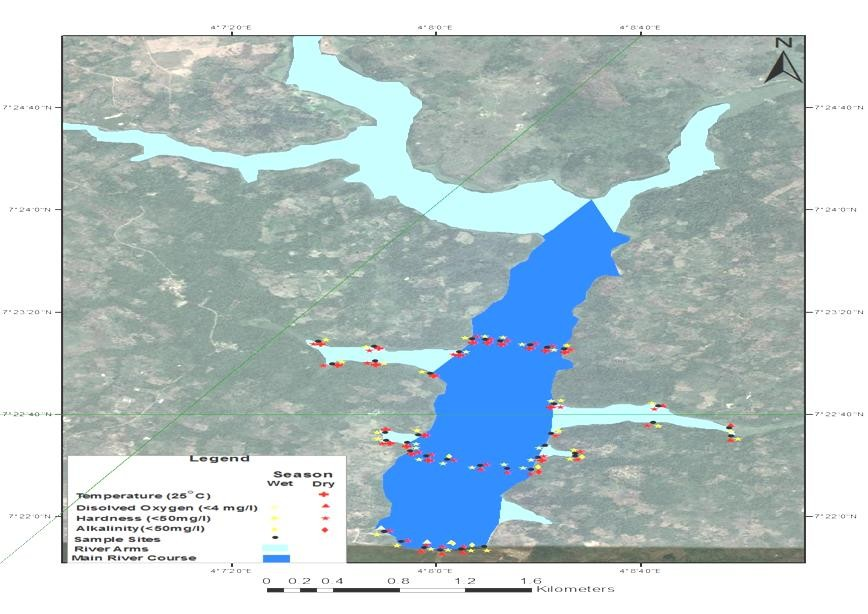 4°7'20"E 4°8'0"E 4°8'40"E
N
7°24'40"N 7°24'40"N
7°24'0"N 7°24'0"N
7°23'20"N 7°23'20"N
7°22'40"N 7°22'40"N
Legend
Season
Wet Dry
Temperature (25°C)
Disolved Oxygen (<4 mg/l)
Hardness (<50mg/l)
Alkalinity (<50mg/l)
Sample Sites
River Arms
Main River Course
7°22'0"N 7°22'0"N
4°7'20"E 4°8'0"E 4°8'40"E
0 0.2 0.4 0.8 1.2 1.6
Kilometers